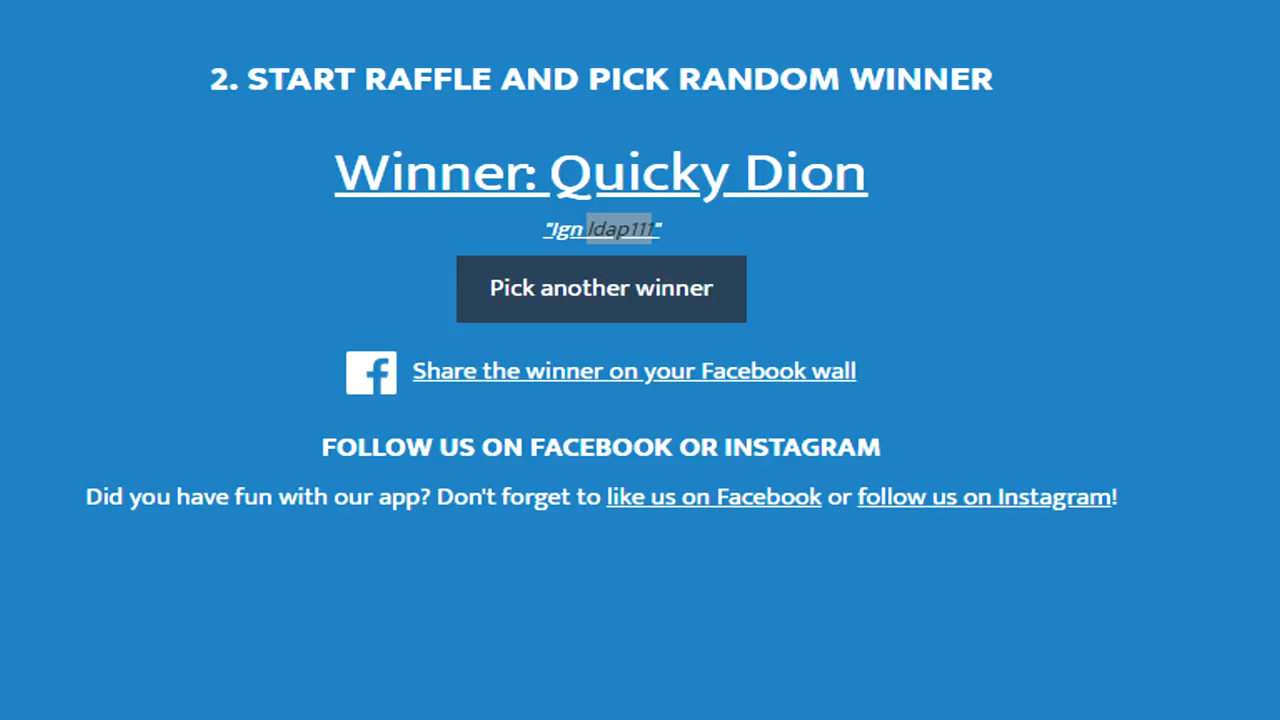 2. START RAFFLE AND PICK RANDOM WINNER
Winner: Quicky Dion
"Ign ldap111"
Pick another winner
Share the winner on your Facebook wall
FOLLOW US ON FACEBOOK OR INSTAGRAM
Did you have fun with our app? Don't forget to like us on Facebook or follow us on Instagram!